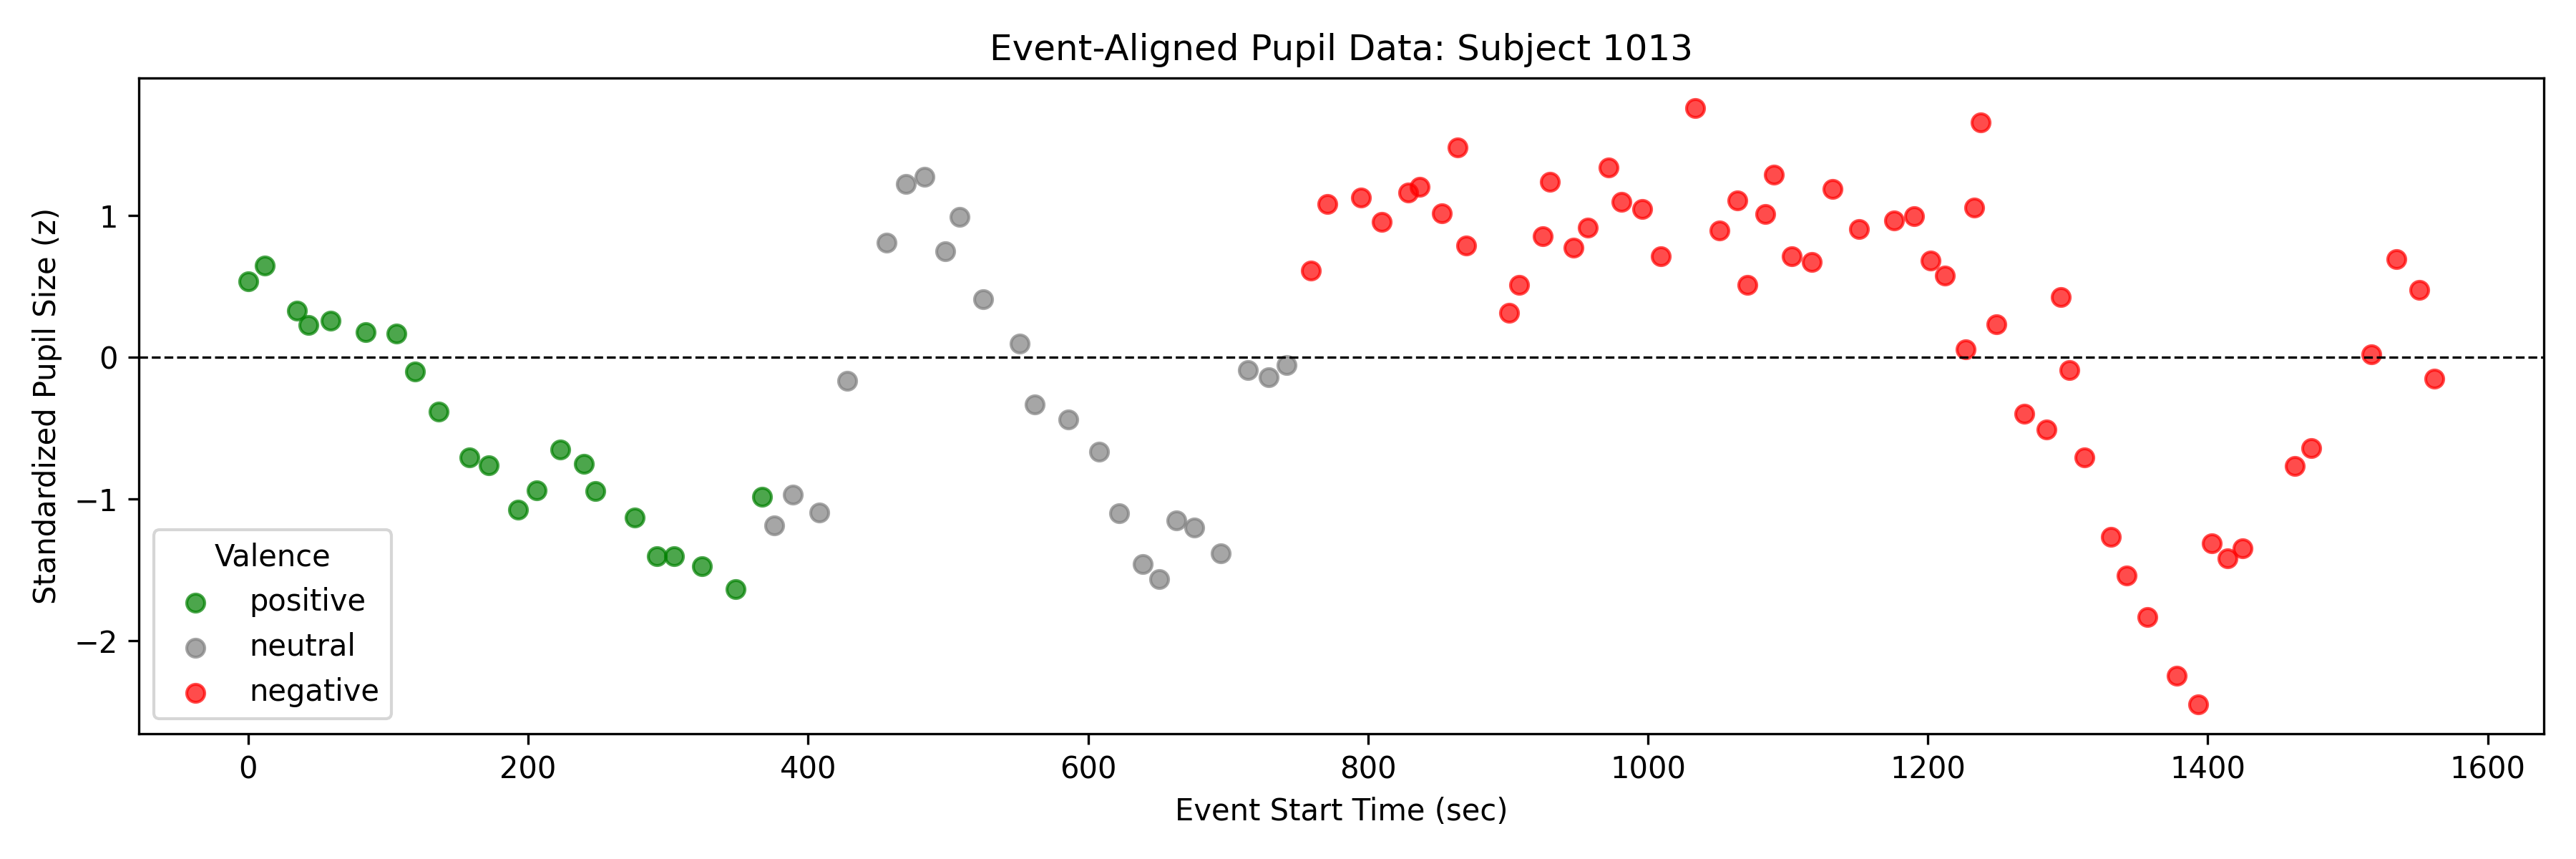 Event-Aligned Pupil Data: Subject 1013
Standardized Pupil Size (z)
1
0
−1
−2
Valence
positive
neutral
negative
0 200 400 600 800 1000 1200 1400 1600
Event Start Time (sec)